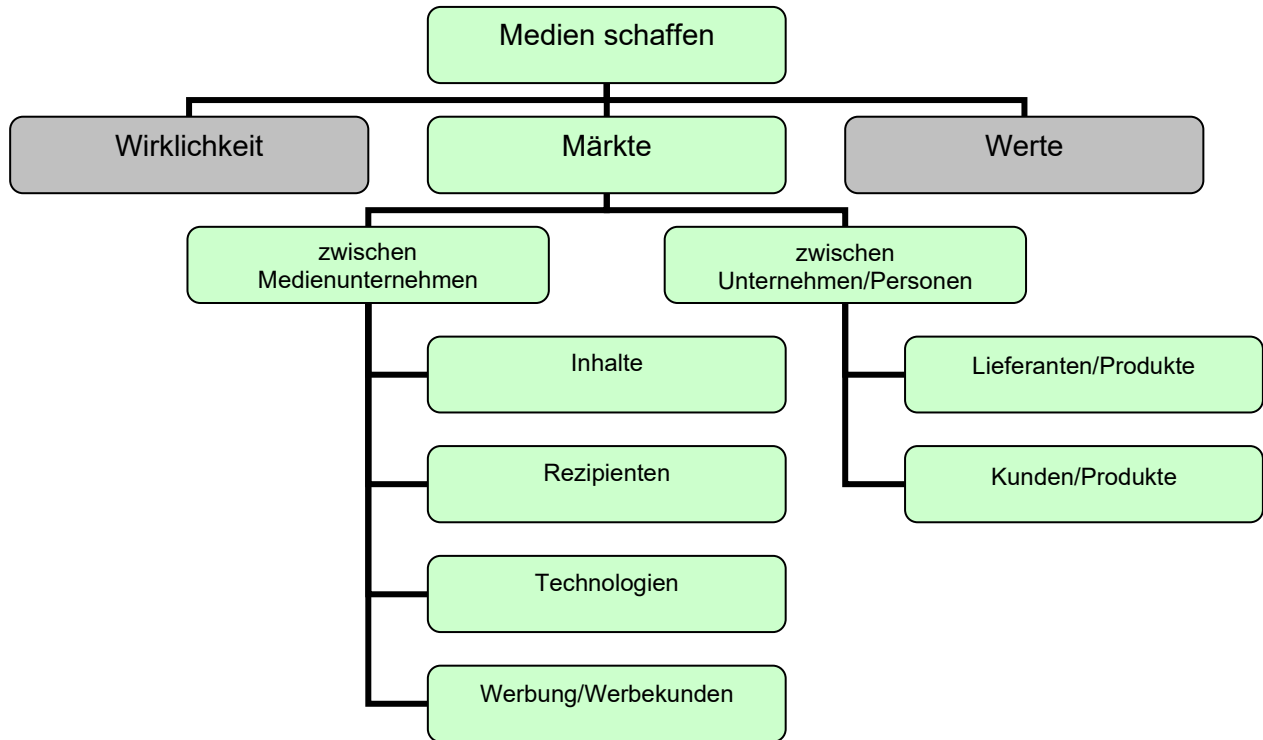 Medien schaffen
Wirklichkeit
Märkte
Werte
zwischen
Medienunternehmen
zwischen
Unternehmen/Personen
Inhalte
Lieferanten/Produkte
Rezipienten
Kunden/Produkte
Technologien
Werbung/Werbekunden